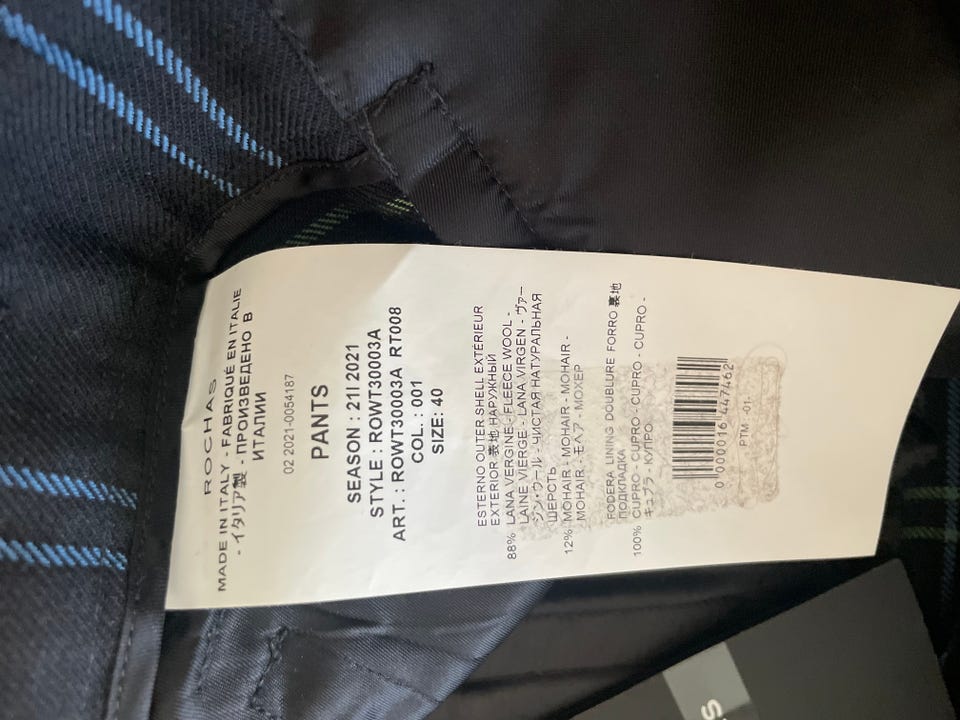 ROCHAS
MADE IN ITALY - FABRIQUÉ EN ITALIE
- イタリア製 - ПРОИЗВЕДЕНО В
ИТАЛИИ
02 2021-0054187
PANTS
SEASON : 21I 2021
STYLE : ROWT30003A
ART. : ROWT30003A RT008
COL. : 001
SIZE: 40
ESTERNO OUTER SHELL EXTÉRIEUR
EXTERIOR 表地 НАРУЖНЫЙ
88% LANA VERGINE - FLEECE WOOL -
LAINE VIERGE - LANA VIRGEN - ヴァー
ジン・ウール - ЧИСТАЯ НАТУРАЛЬНАЯ
ШЕРСТЬ
12% MOHAIR - MOHAIR - MOHAIR -
MOHAIR - モヘア - МОХЕР
FODERA LINING DOUBLURE FORRO 裏地
ПОДКЛАДКА
100% CUPRO - CUPRO - CUPRO - CUPRO -
キュプラ - КУПРО
0 000016 447462
PTM -01-
S